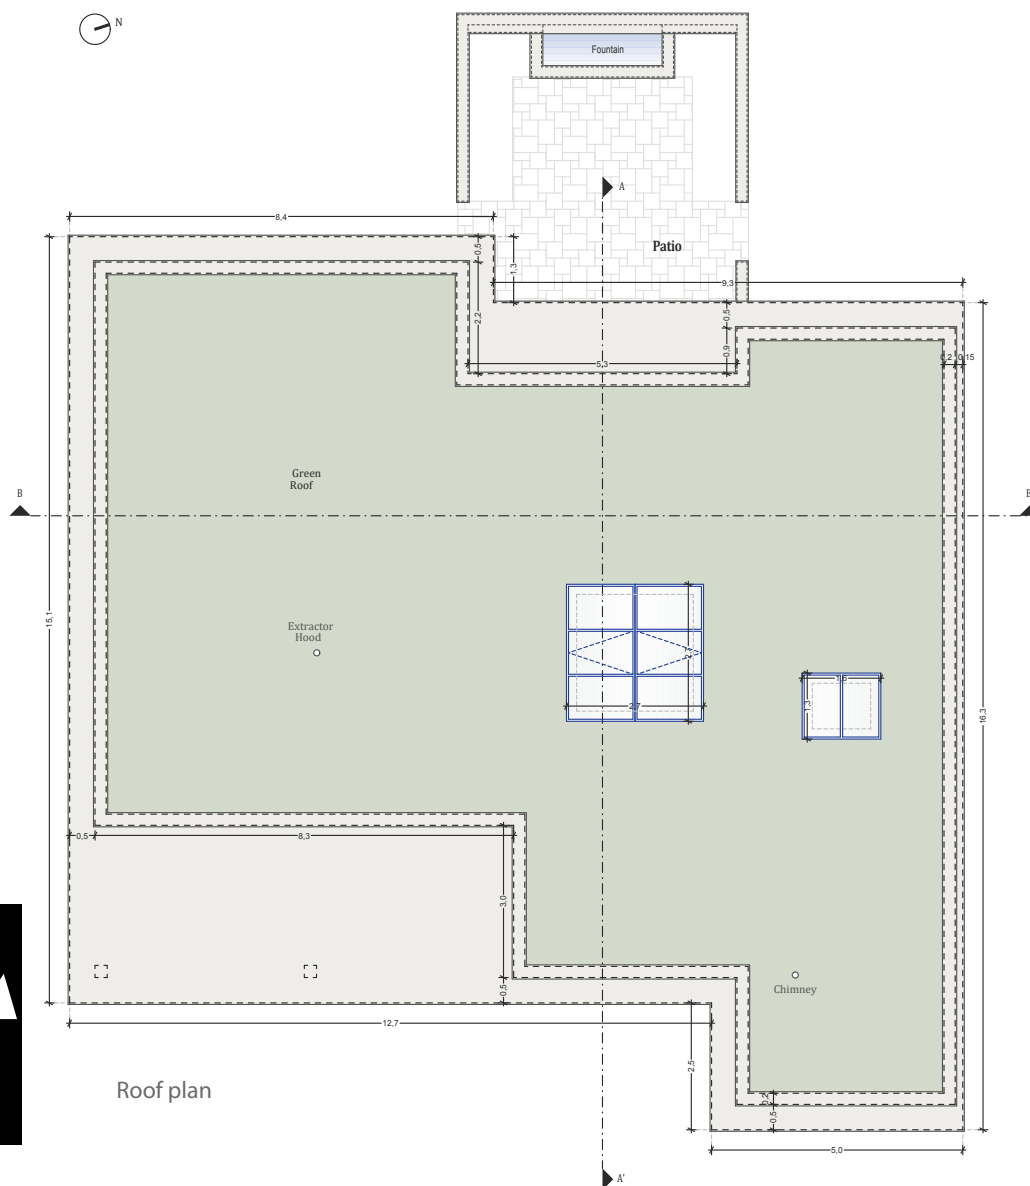 N
Fountain
A
Patio
8,4
0,5
1,3
9,3
2,2
0,5
0,9
5,3
0,2
0,15
Green
Roof
B
B
15,1
Extractor
Hood
2,7
2,7
1,6
1,3
16,3
0,5
8,3
3,0
0,5
Chimney
12,7
2,5
Roof plan
0,2
0,5
5,0
A'